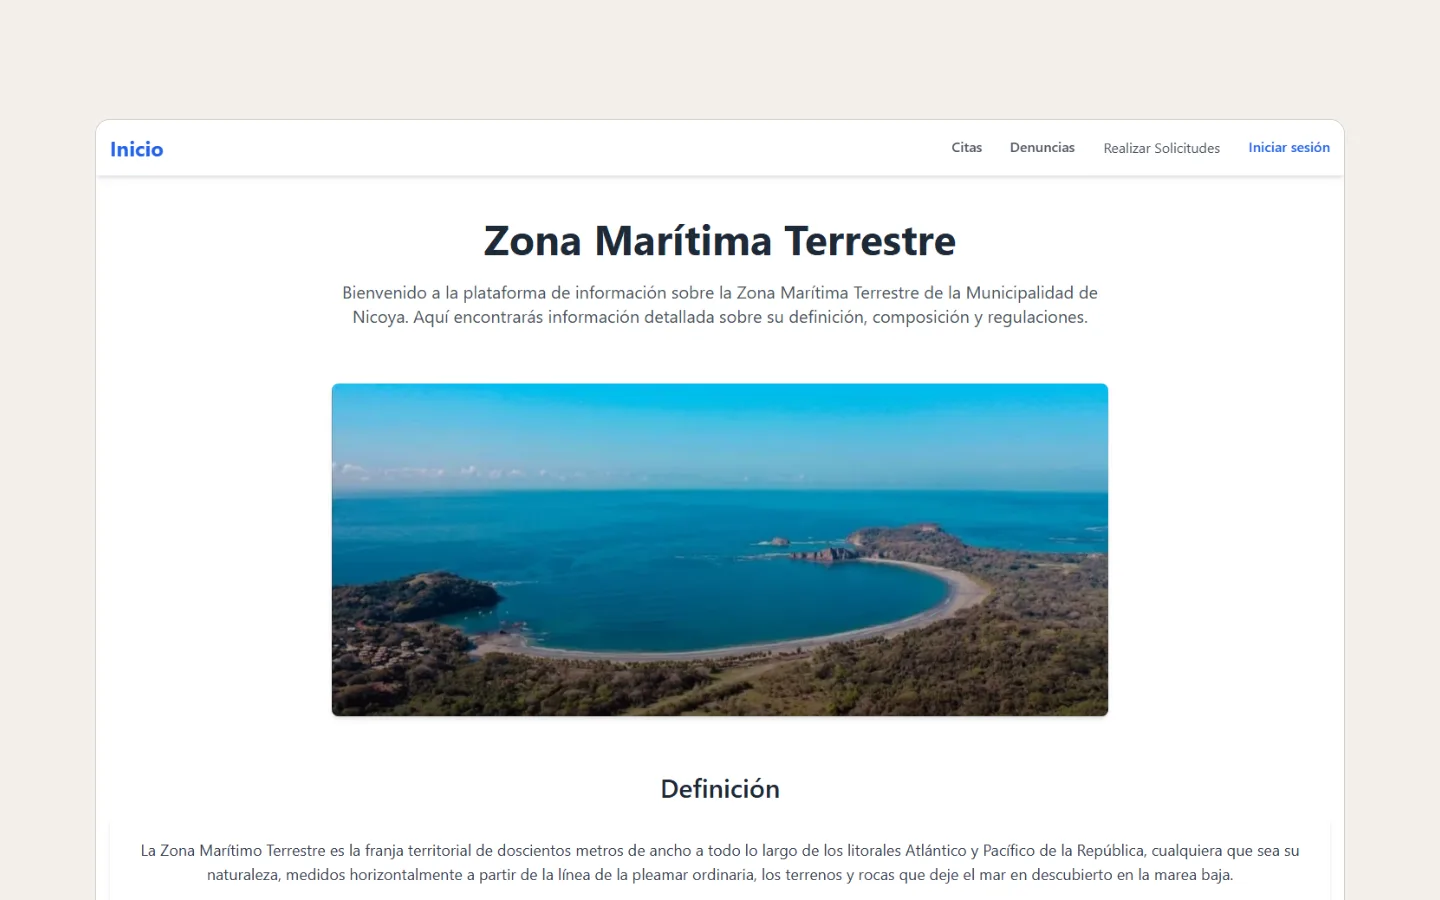 Inicio
Citas
Denuncias
Realizar Solicitudes
Iniciar sesión
Zona Marítima Terrestre
Bienvenido a la plataforma de información sobre la Zona Marítima Terrestre de la Municipalidad de
Nicoya. Aquí encontrarás información detallada sobre su definición, composición y regulaciones.
Definición
La Zona Marítimo Terrestre es la franja territorial de doscientos metros de ancho a todo lo largo de los litorales Atlántico y Pacífico de la República, cualquiera que sea su
naturaleza, medidos horizontalmente a partir de la línea de la pleamar ordinaria, los terrenos y rocas que deje el mar en descubierto en la marea baja.